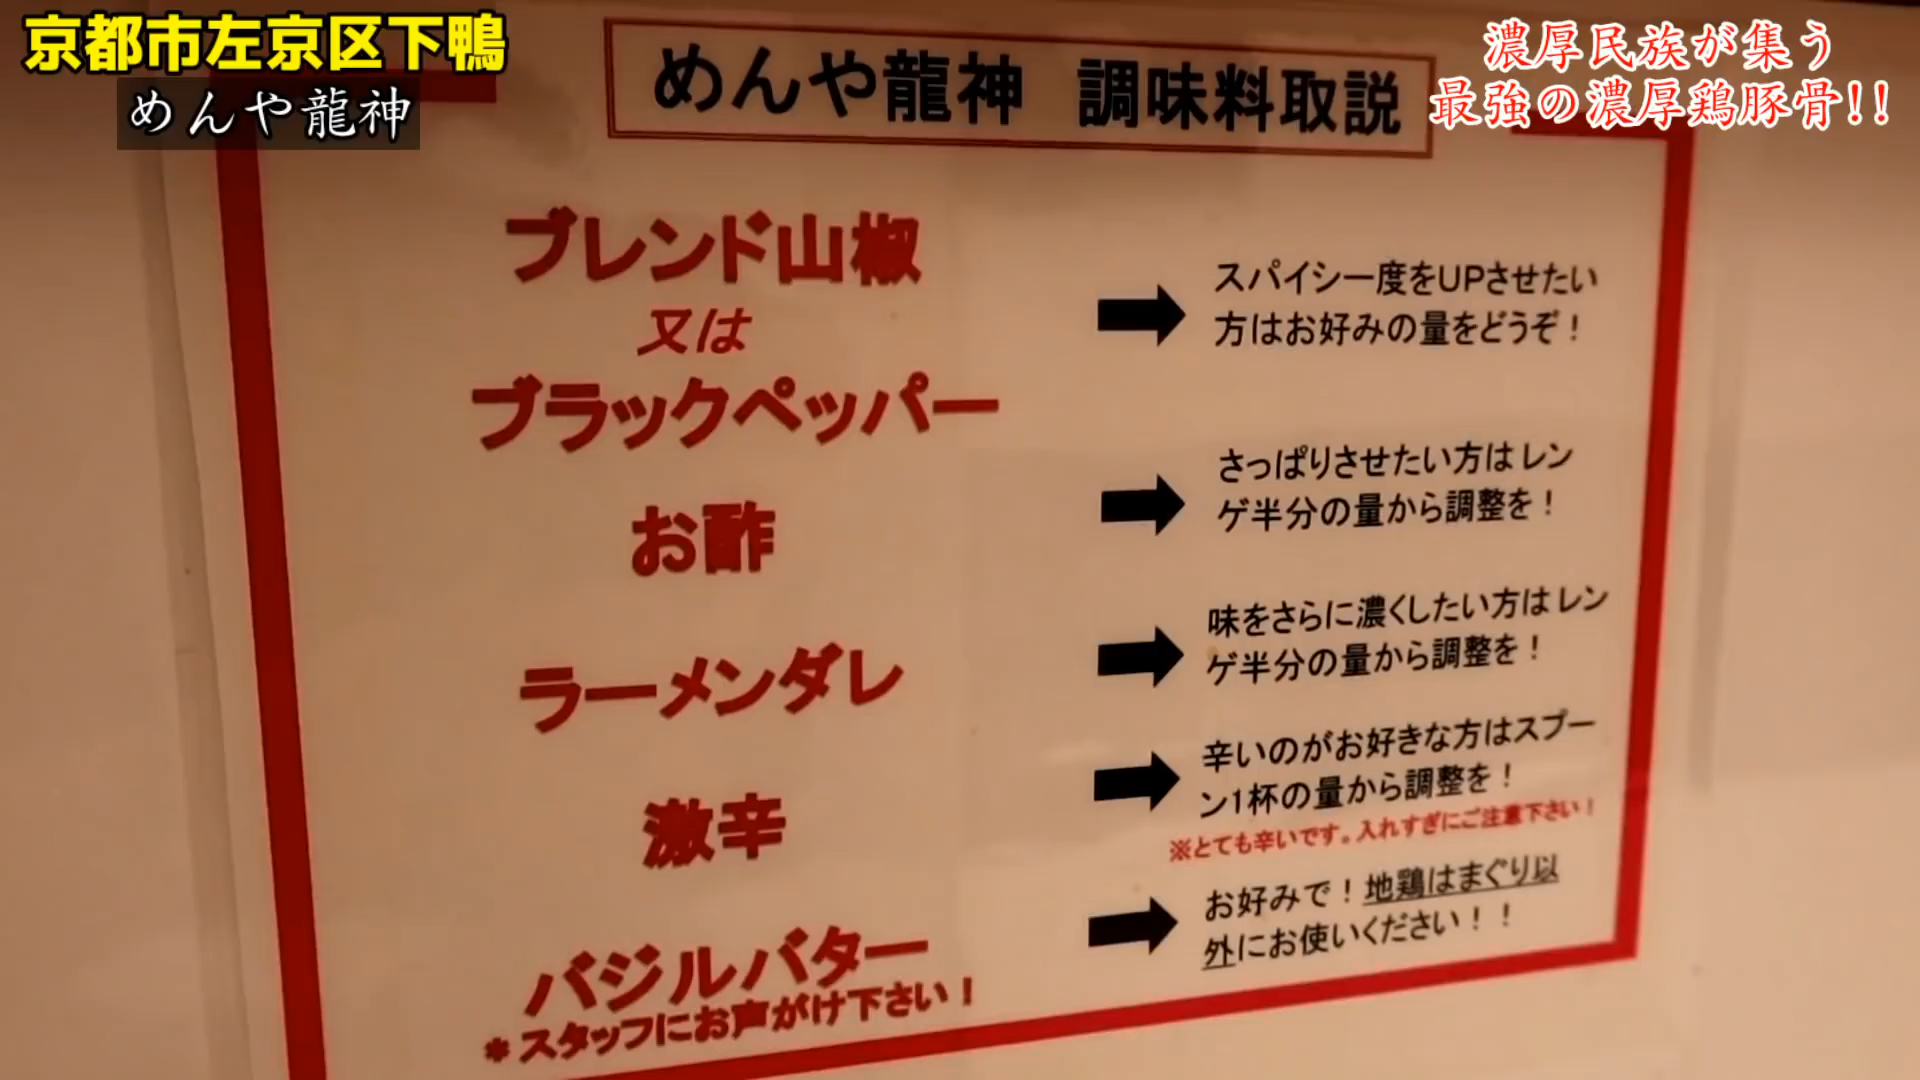 京都市左京区下鴨
めんや龍神
濃厚民族が集う
最強の濃厚鶏豚骨!!
めんや龍神 調味料取説
ブレンド山椒
又は
ブラックペッパー
スパイシー度をUPさせたい
方はお好みの量をどうぞ！
お酢
さっぱりさせたい方はレン
ゲ半分の量から調整を！
ラーメンダレ
味をさらに濃くしたい方はレン
ゲ半分の量から調整を！
激辛
辛いのがお好きな方はスプー
ン1杯の量から調整を！
※とても辛いです。入れすぎにご注意下さい！
バジルバター
*スタッフにお声がけ下さい！
お好みで！地鶏はまぐり以
外にお使いください！！